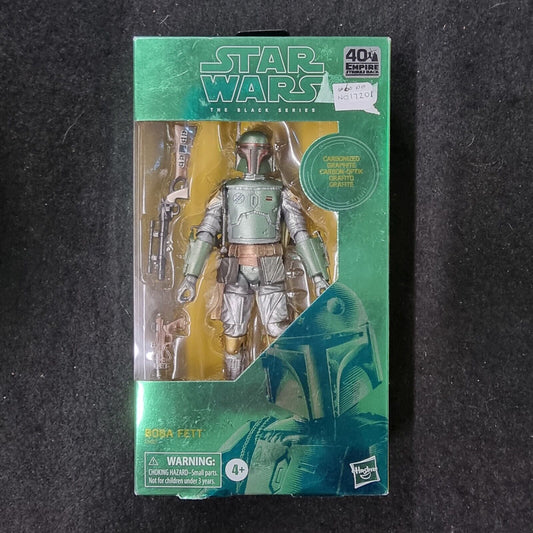 STAR
WARS
THE BLACK SERIES
40TH
EMPIRE
STRIKES BACK
NO17201
CARBONIZED
GRAPHITE
CARBON-OPTIK
GRAFITO
GRAFITE
BOBA FETT
WARNING:
CHOKING HAZARD–Small parts.
Not for children under 3 years.
4+
Hasbro